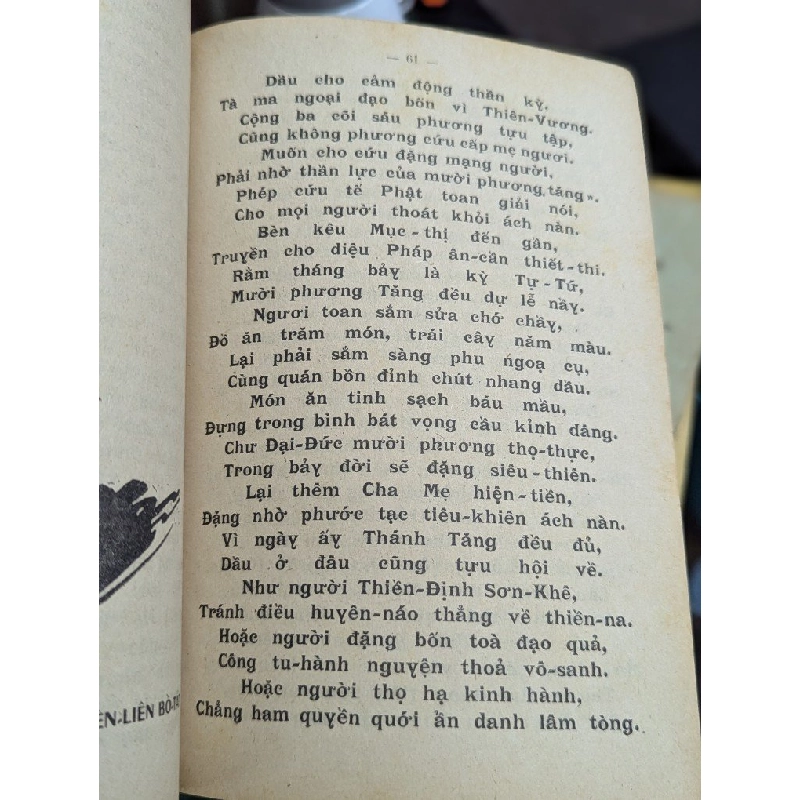 — 61 —
Dầu cho cảm động thần kỳ.
Tà ma ngoại đạo bốn vì Thiên-Vương.
Cộng ba cõi sáu phương tựu tập,
Cũng không phương cứu cấp mẹ ngươi.
Muốn cho cứu đặng mạng người,
Phải nhờ thần lực của mười phương tăng».
Phép cứu tế Phật toan giải nói,
Cho mọi người thoát khỏi ách nàn.
Bèn kêu Mục-thị đến gần,
Truyền cho diệu Pháp ân-cần thiết-thi.
Rằm tháng bảy là kỳ Tự-Tứ,
Mười phương Tăng đều dự lễ nầy.
Ngươi toan sắm sửa chớ chầy,
Đồ ăn trăm món, trái cây năm màu.
Lại phải sắm sàng phu ngoạ cụ,
Cùng quán bồn đỉnh chút nhang dầu.
Món ăn tinh sạch báu mầu,
Đựng trong bình bát vọng cầu kỉnh dâng.
Chư Đại-Đức mười phương thọ-thực,
Trong bảy đời sẽ đặng siêu-thiên.
Lại thêm Cha Mẹ hiện-tiền,
Đặng nhờ phước tạc tiêu-khiên ách nàn.
Vì ngày ấy Thánh Tăng đều đủ,
Dầu ở đâu cũng tựu hội về.
Như người Thiền-Định Sơn-Khê,
Tránh điều huyên-náo thẳng về thiền-na.
Hoặc người đặng bốn toà đạo quả,
Công tu-hành nguyện thoả vô-sanh.
Hoặc người thọ hạ kinh hành,
Chẳng ham quyền quới ẩn danh lâm tòng.
ÊN-LIÊN BỒ-TÁ